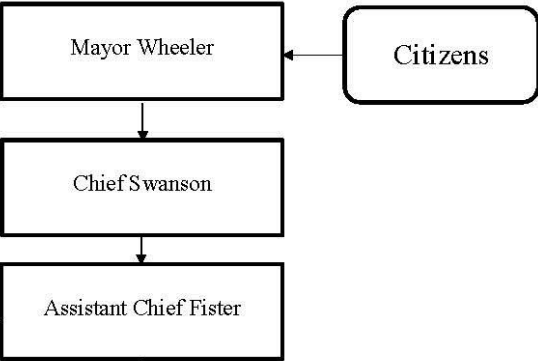 Mayor Wheeler
Citizens
Chief Swanson
Assistant Chief Fister